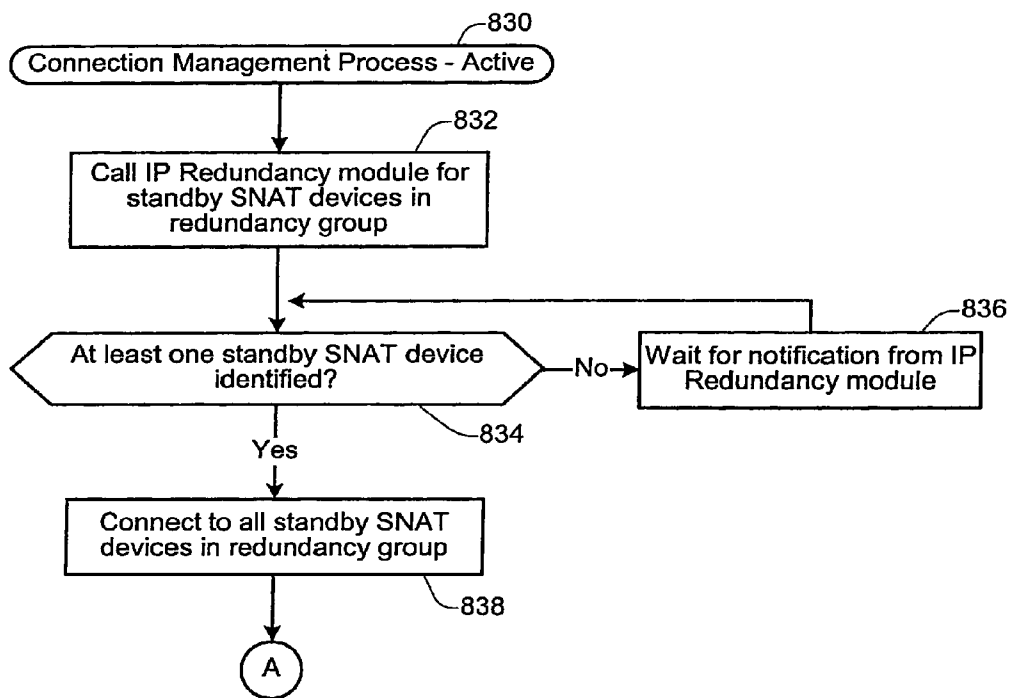 830
Connection Management Process - Active
832
Call IP Redundancy module for
standby SNAT devices in
redundancy group
836
At least one standby SNAT device
identified?
No
Wait for notification from IP
Redundancy module
834
Yes
Connect to all standby SNAT
devices in redundancy group
838
A